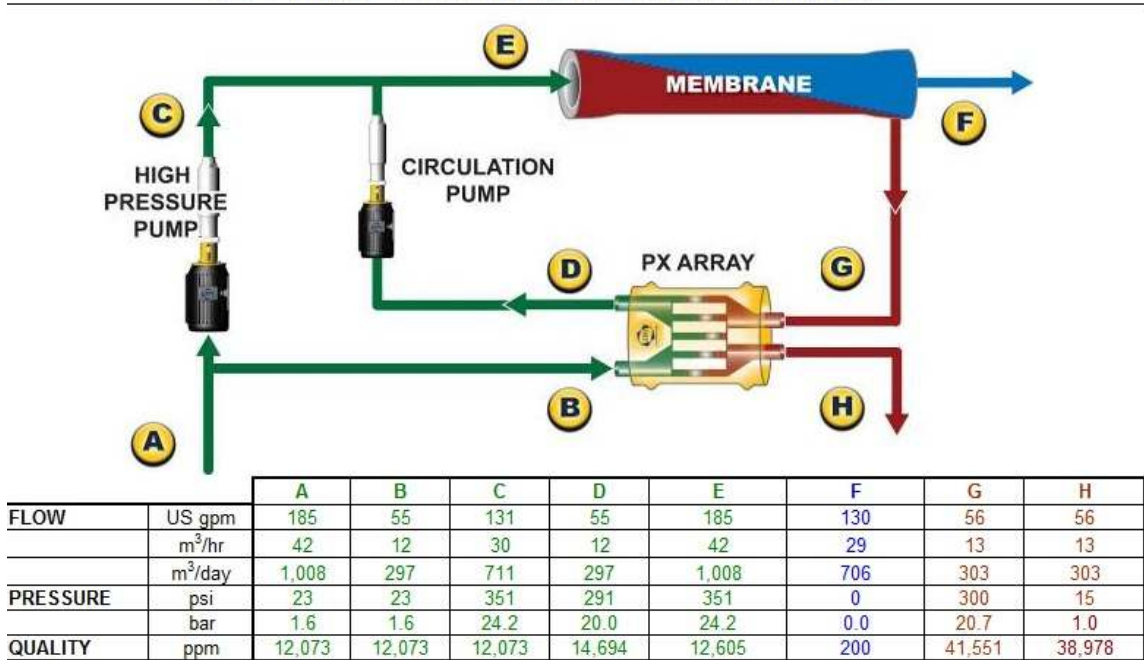 E
MEMBRANE
C
F
HIGH
PRESSURE
PUMP
CIRCULATION
PUMP
D
PX ARRAY
G
B
H
A
A B C D E F G H
FLOW US gpm 185 55 131 55 185 130 56 56
m³/hr 42 12 30 12 42 29 13 13
m³/day 1,008 297 711 297 1,008 706 303 303
PRESSURE psi 23 23 351 291 351 0 300 15
bar 1.6 1.6 24.2 20.0 24.2 0.0 20.7 1.0
QUALITY ppm 12,073 12,073 12,073 14,694 12,605 200 41,551 38,978